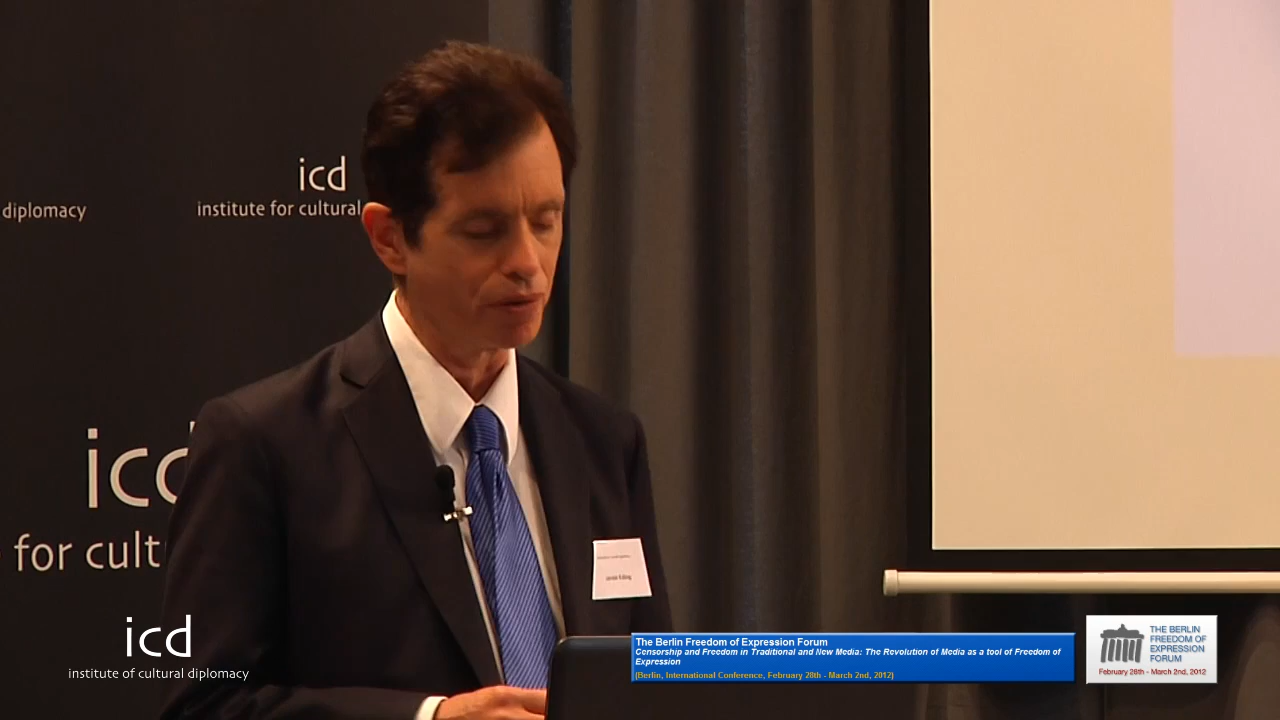 icd
institute for cultural
diplomacy
icd
for cult
icd
institute of cultural diplomacy
The Berlin Freedom of Expression Forum
Censorship and Freedom in Traditional and New Media: The Revolution of Media as a tool of Freedom of
Expression
(Berlin, International Conference, February 28th - March 2nd, 2012)
THE BERLIN
FREEDOM OF
EXPRESSION
FORUM
February 28th - March 2nd, 2012